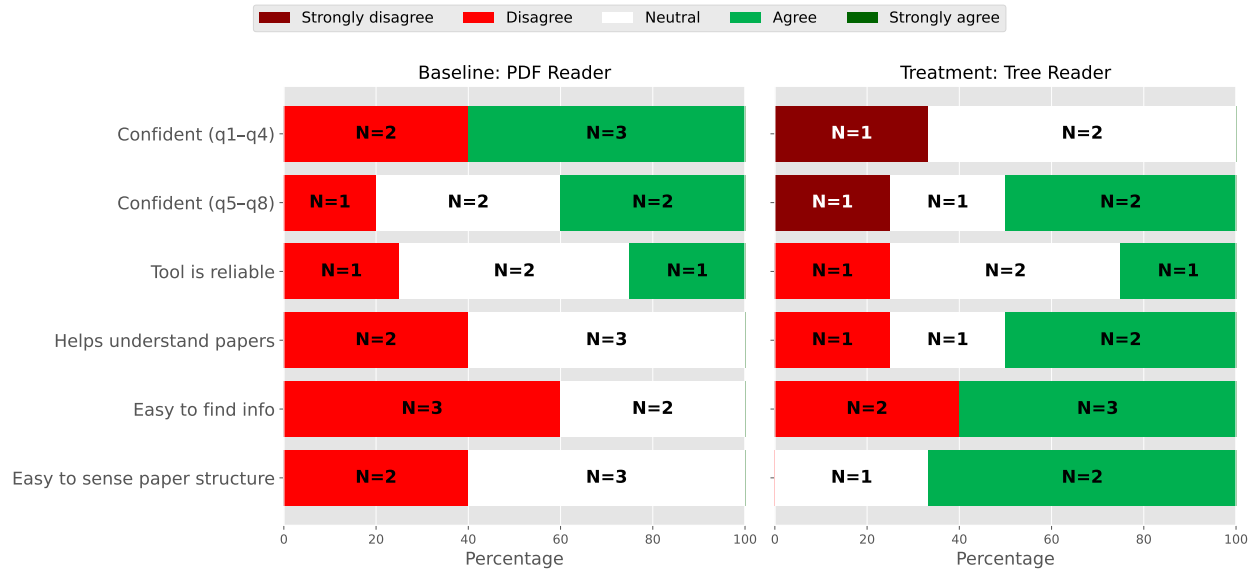 Strongly disagree Disagree Neutral Agree Strongly agree
Baseline: PDF Reader Treatment: Tree Reader
Confident (q1–q4) N=2 N=3 N=1 N=2
Confident (q5–q8) N=1 N=2 N=2 N=1 N=1 N=2
Tool is reliable N=1 N=2 N=1 N=1 N=2 N=1
Helps understand papers N=2 N=3 N=1 N=1 N=2
Easy to find info N=3 N=2 N=2 N=3
Easy to sense paper structure N=2 N=3 N=1 N=2
0 20 40 60 80 100 0 20 40 60 80 100
Percentage Percentage